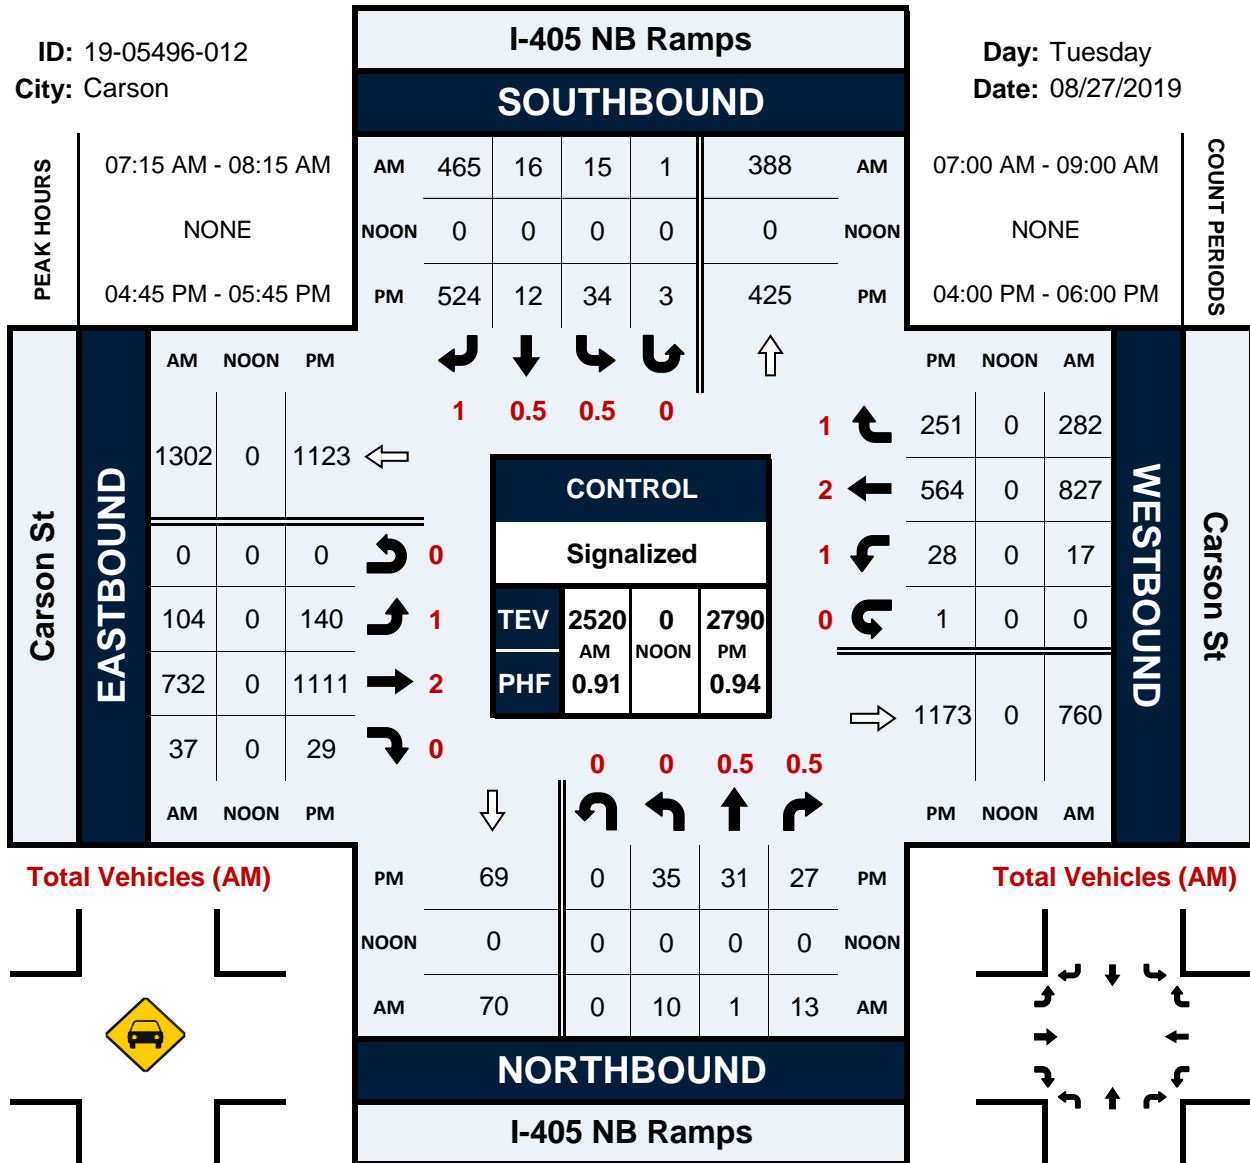 I-405 NB Ramps
ID: 19-05496-012
Day: Tuesday
City: Carson
Date: 08/27/2019
SOUTHBOUND
PEAK HOURS
07:15 AM - 08:15 AM
AM 465 16 15 1 388 AM
07:00 AM - 09:00 AM
COUNT PERIODS
NONE
NOON 0 0 0 0 0 NOON
NONE
04:45 PM - 05:45 PM
PM 524 12 34 3 425 PM
04:00 PM - 06:00 PM
Carson St
EASTBOUND
AM NOON PM
PM NOON AM
1 0.5 0.5 0
1 251 0 282
1302 0 1123
2 564 0 827
WESTBOUND
Carson St
CONTROL
Signalized
0 0 0 0
1 28 0 17
104 0 140 1
0 1 0 0
TEV 2520 0 2790
AM NOON PM
PHF 0.91 0.94
732 0 1111 2
1173 0 760
37 0 29 0
0 0 0.5 0.5
AM NOON PM
PM NOON AM
Total Vehicles (AM)
PM 69 0 35 31 27 PM
Total Vehicles (AM)
NOON 0 0 0 0 0 NOON
AM 70 0 10 1 13 AM
NORTHBOUND
I-405 NB Ramps